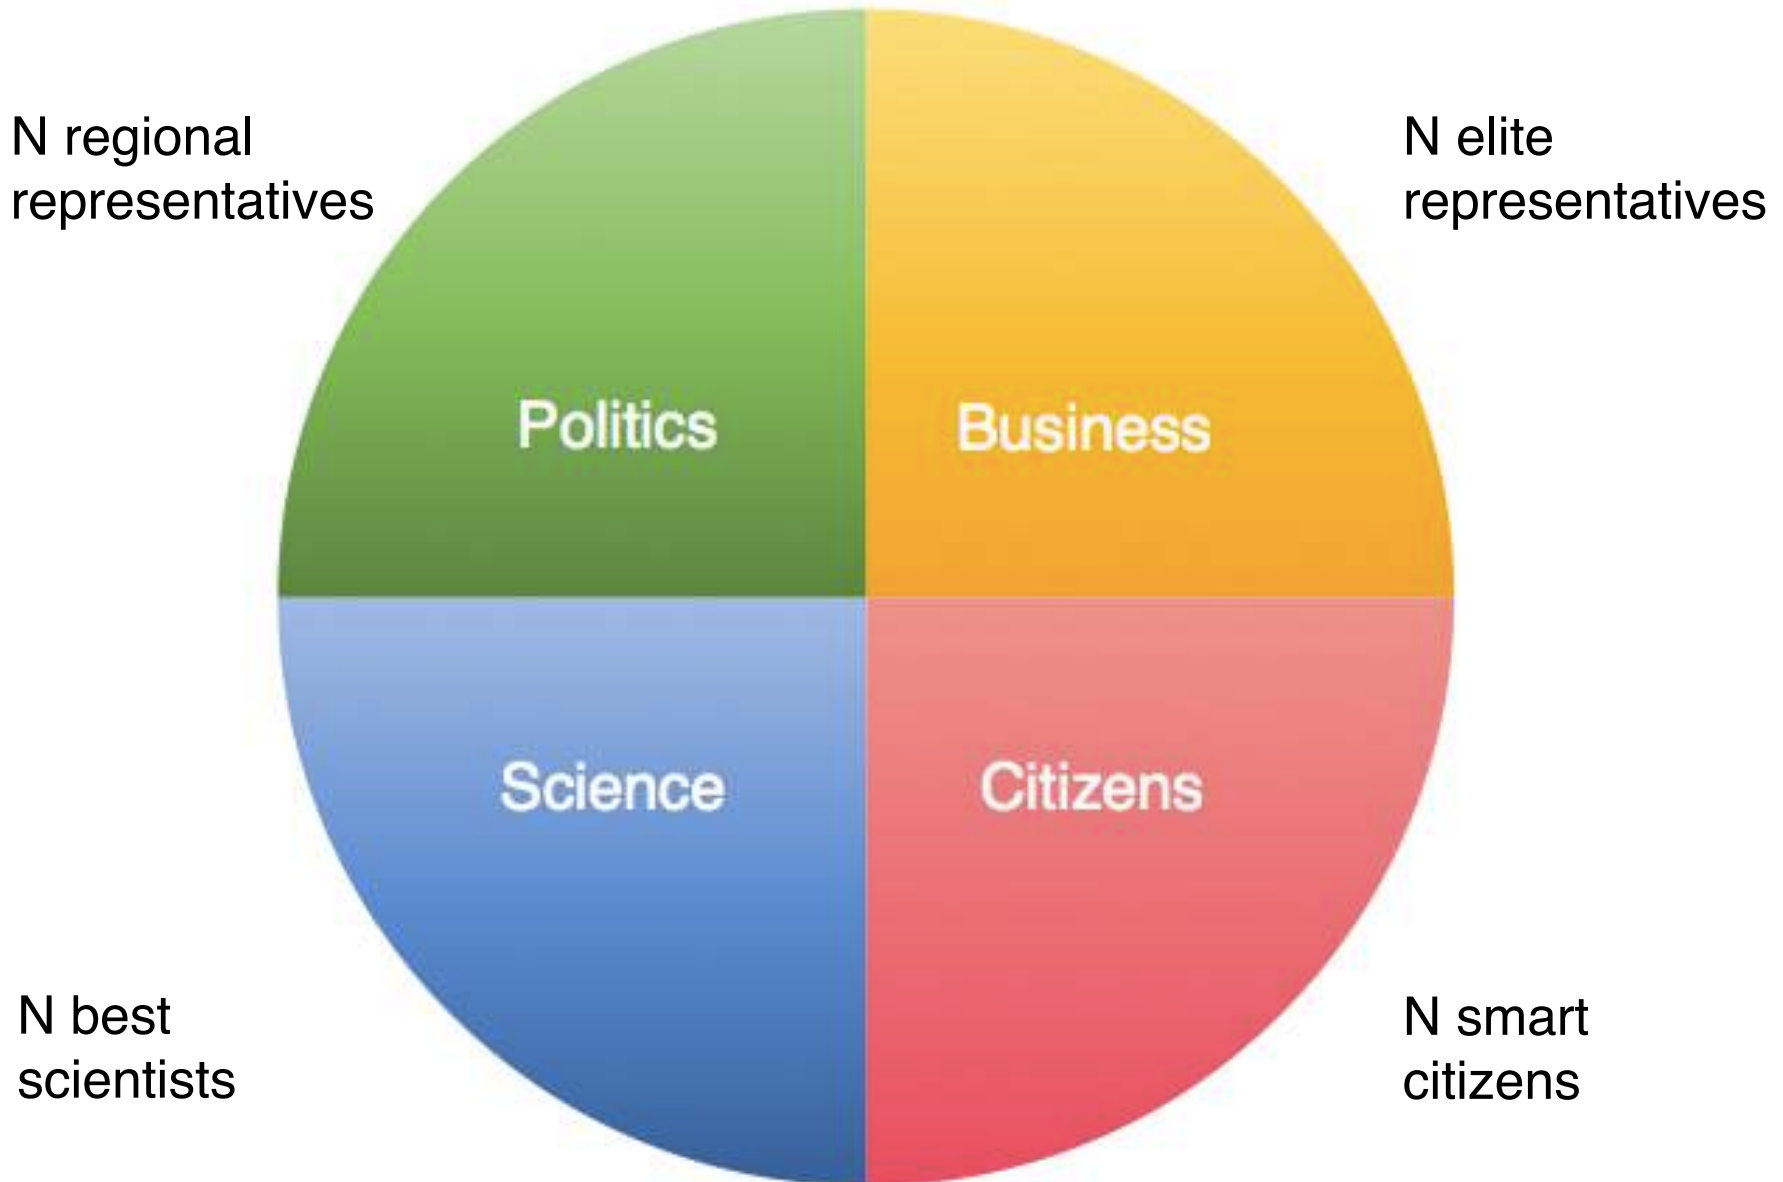 N regional
representatives
N elite
representatives
Politics
Business
Science
Citizens
N best
scientists
N smart
citizens